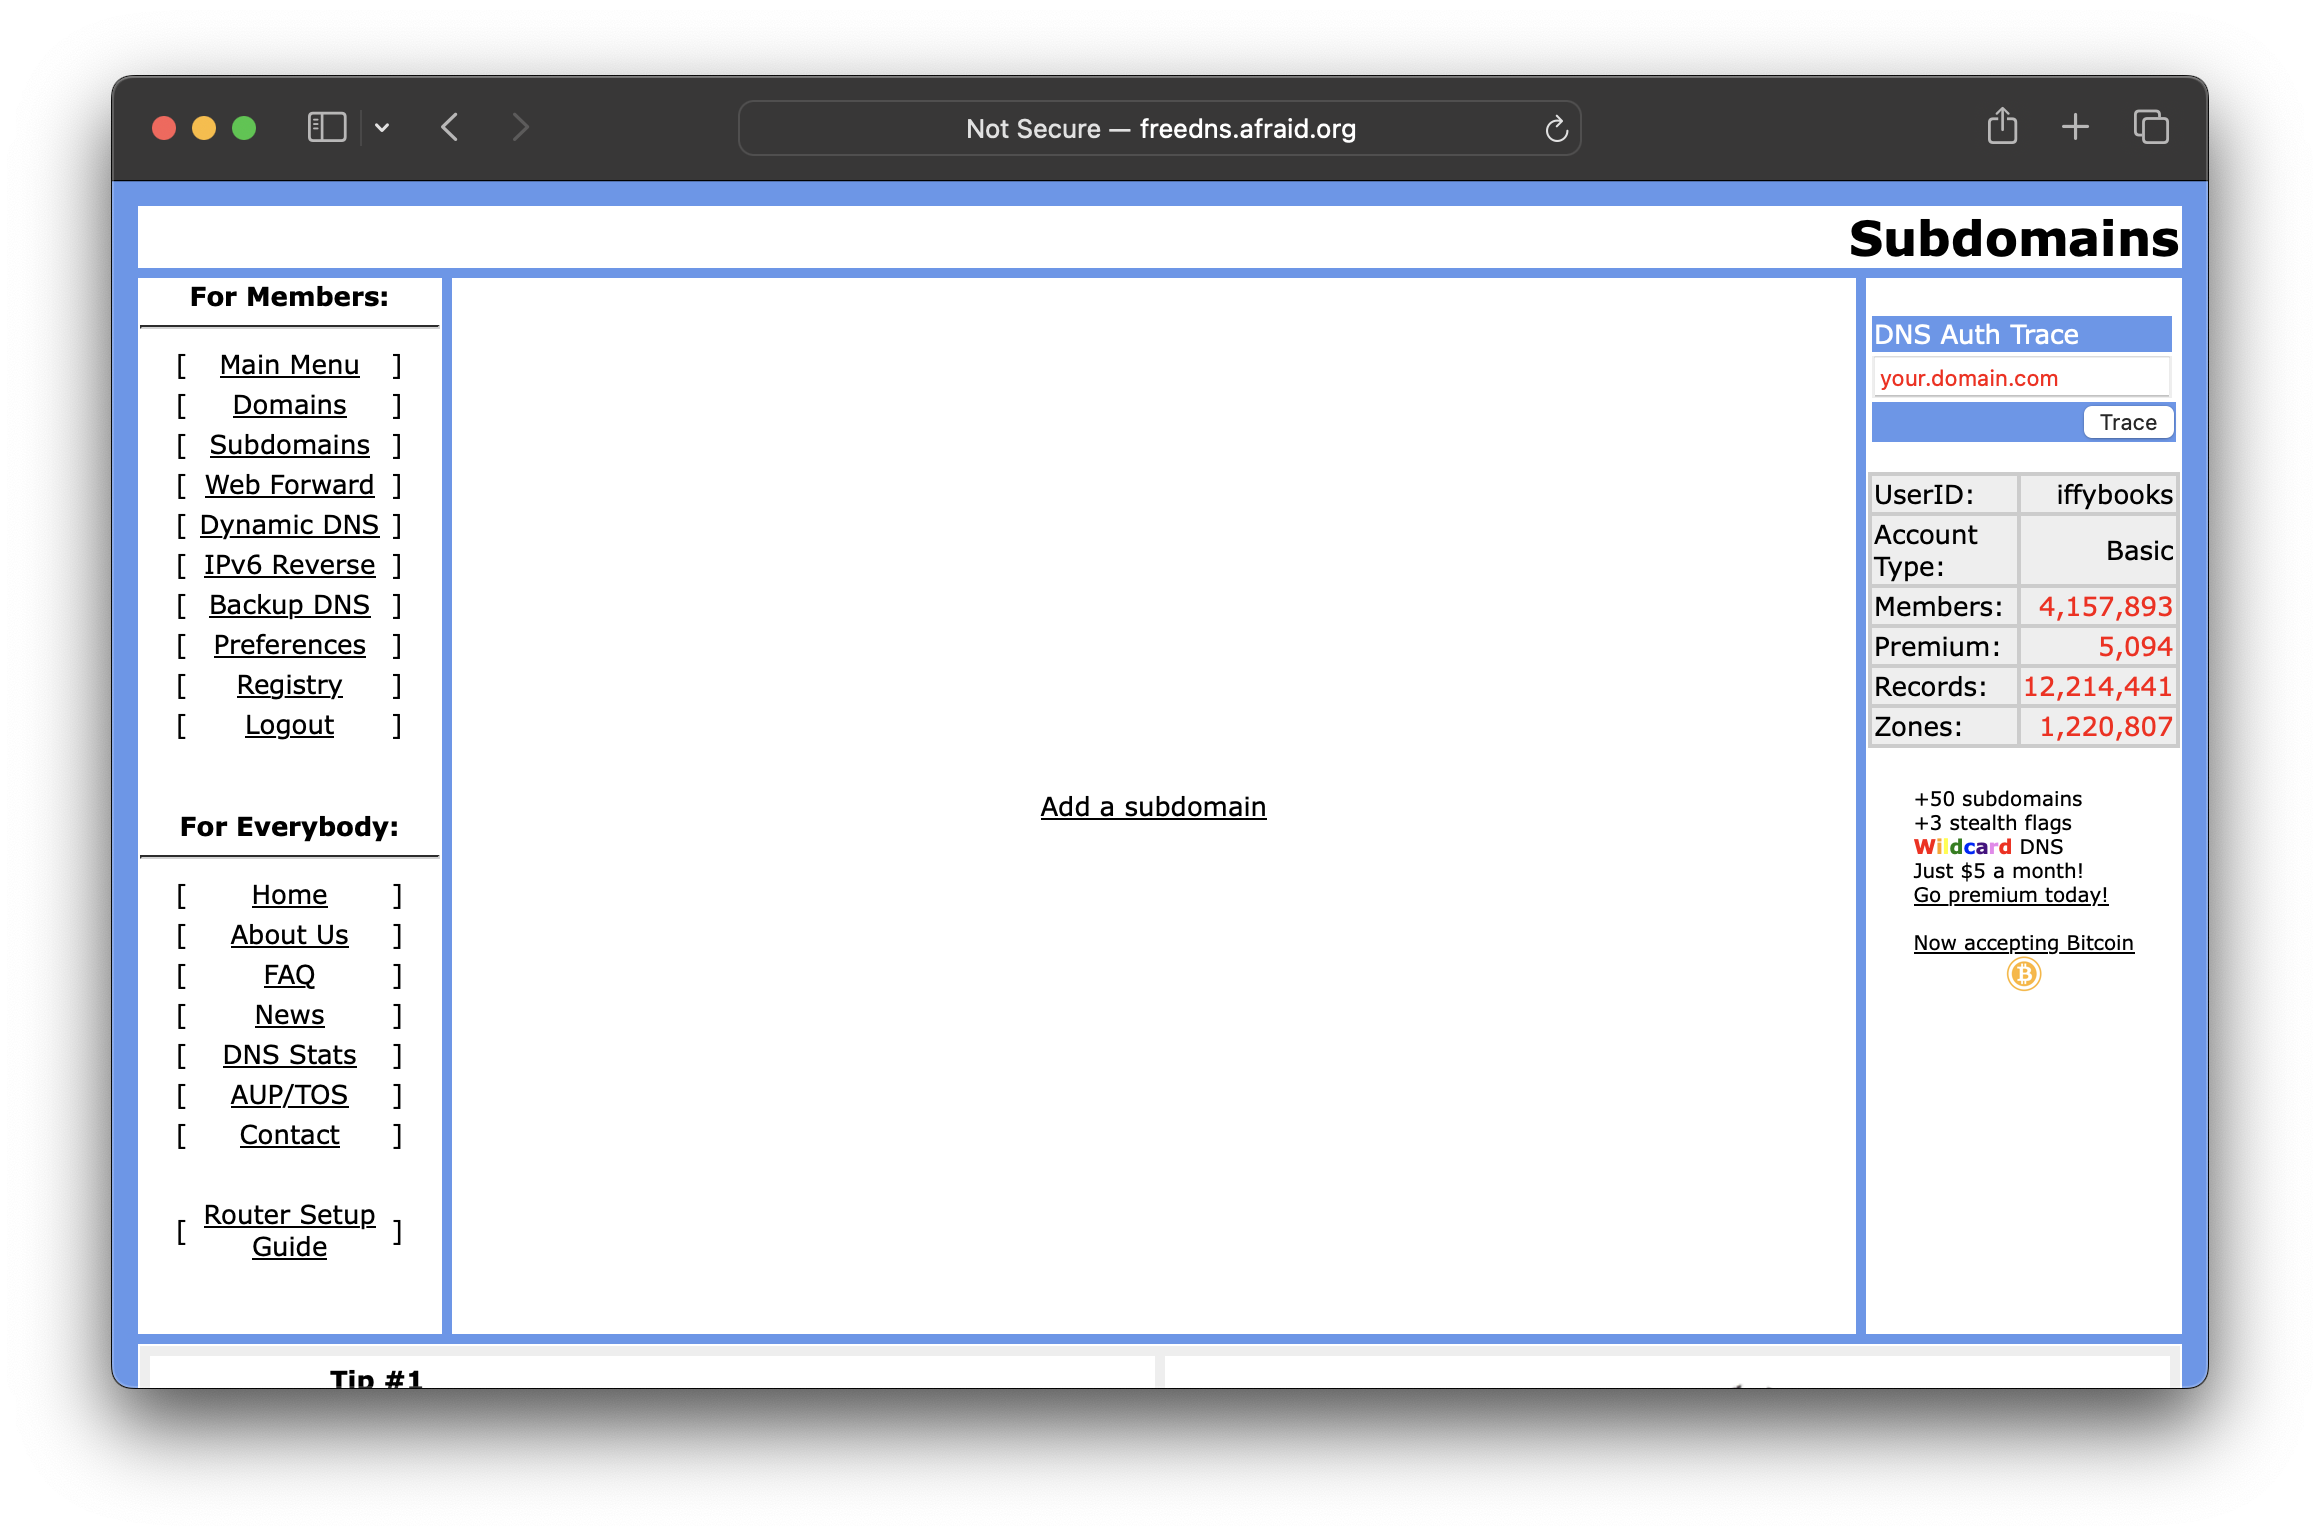 Not Secure — freedns.afraid.org
Subdomains
For Members:
[ Main Menu ]
[ Domains ]
[ Subdomains ]
[ Web Forward ]
[ Dynamic DNS ]
[ IPv6 Reverse ]
[ Backup DNS ]
[ Preferences ]
[ Registry ]
[ Logout ]
For Everybody:
[ Home ]
[ About Us ]
[ FAQ ]
[ News ]
[ DNS Stats ]
[ AUP/TOS ]
[ Contact ]
[ Router Setup
Guide ]
Add a subdomain
DNS Auth Trace
your.domain.com
Trace
UserID: iffybooks
Account
Type: Basic
Members: 4,157,893
Premium: 5,094
Records: 12,214,441
Zones: 1,220,807
+50 subdomains
+3 stealth flags
Wildcard DNS
Just $5 a month!
Go premium today!
Now accepting Bitcoin
Tip #1